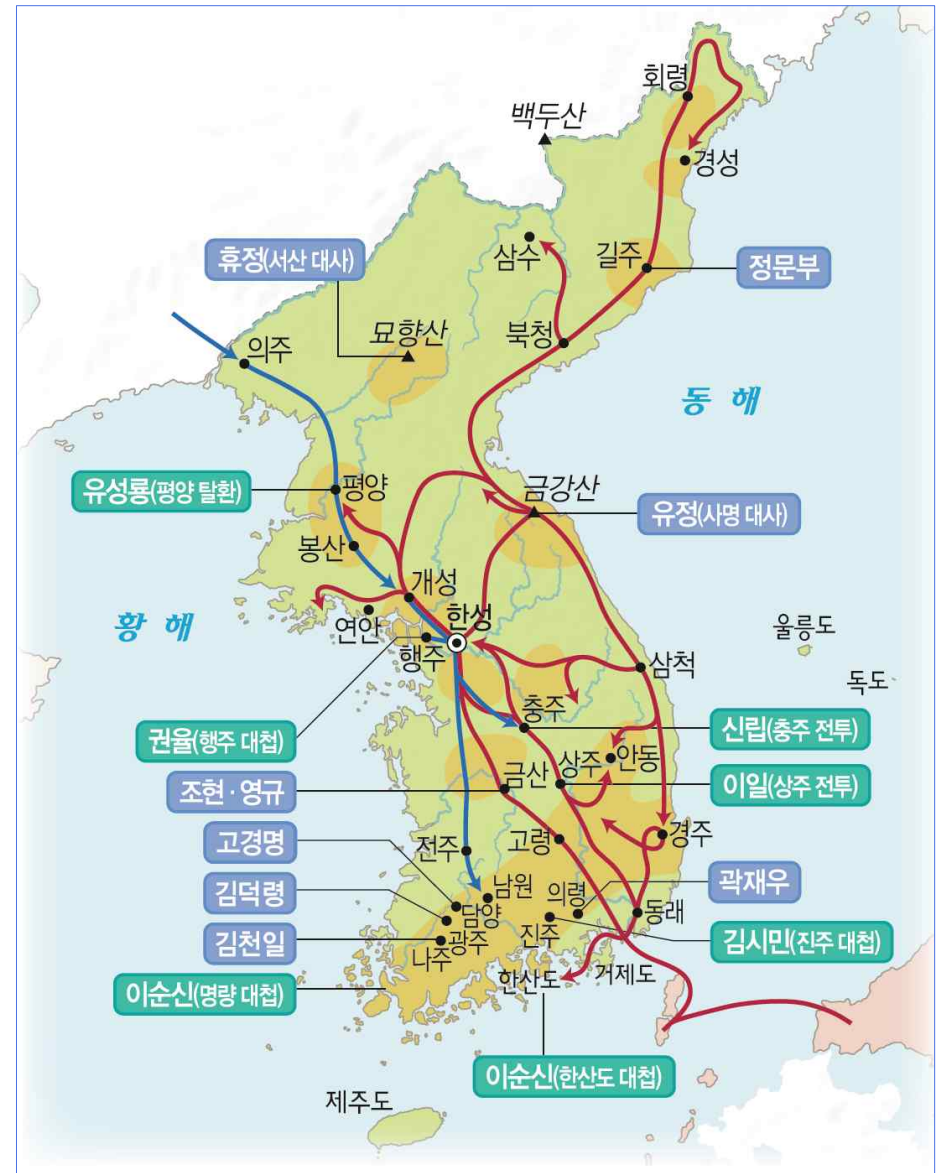 회령
백두산
경성
휴정(서산 대사)
삼수
길주
정문부
묘향산
북청
의주
동해
유성룡(평양 탈환)
평양
금강산
유정(사명 대사)
봉산
개성
황해
연안
한성
울릉도
행주
삼척
독도
충주
권율(행주 대첩)
신립(충주 전투)
상주
안동
조헌·영규
금산
이일(상주 전투)
고경명
전주
고령
경주
김덕령
남원
의령
곽재우
담양
동래
김천일
광주
진주
김시민(진주 대첩)
나주
한산도
거제도
이순신(명량 대첩)
이순신(한산도 대첩)
제주도